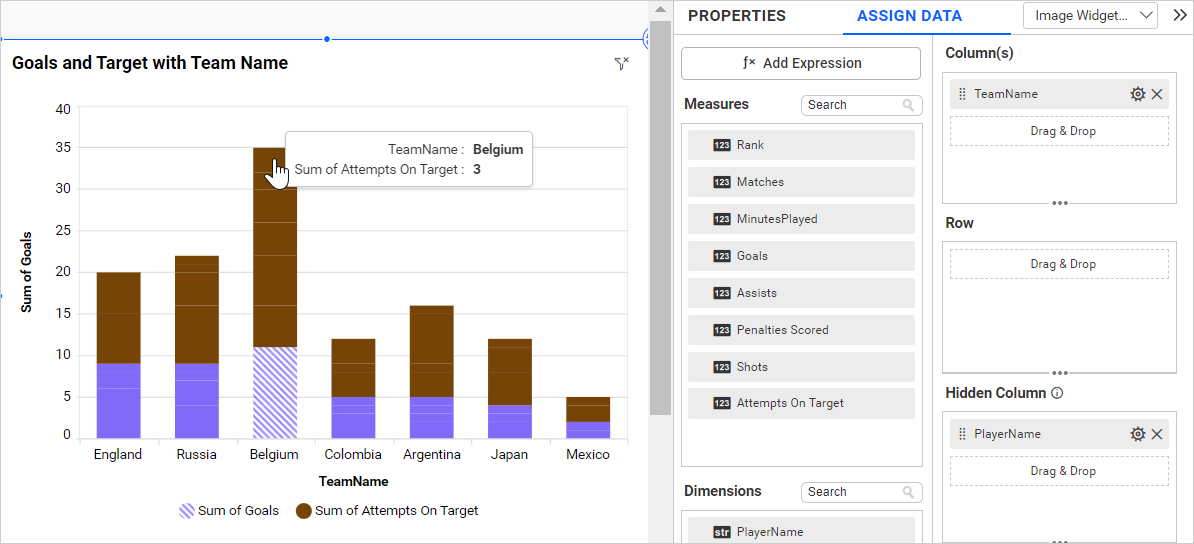 Goals and Target with Team Name
Sum of Goals
40
35
30
25
20
15
10
5
0
TeamName : Belgium
Sum of Attempts On Target : 3
England Russia Belgium Colombia Argentina Japan Mexico
TeamName
Sum of Goals Sum of Attempts On Target
PROPERTIES ASSIGN DATA Image Widget...
fx Add Expression
Measures Search
123 Rank
123 Matches
123 MinutesPlayed
123 Goals
123 Assists
123 Penalties Scored
123 Shots
123 Attempts On Target
Dimensions Search
str PlayerName
Column(s)
TeamName
Drag & Drop
Row
Drag & Drop
Hidden Column
PlayerName
Drag & Drop